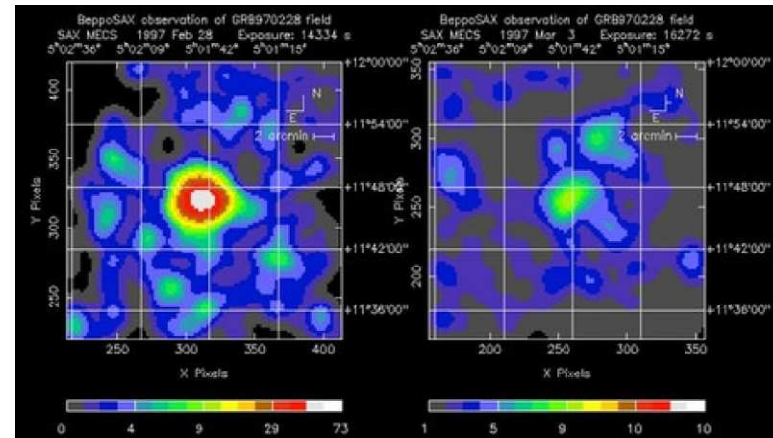 BeppoSAX observation of GRB970228 field
SAX MECS 1997 Feb 28 Exposure: 14334 s
5ʰ02ᵐ36ˢ 5ʰ02ᵐ09ˢ 5ʰ01ᵐ42ˢ 5ʰ01ᵐ15ˢ
+12°00'00"
N
E
2 arcmin
+11°54'00"
+11°48'00"
+11°42'00"
+11°36'00"
400
350
300
250
Y Pixels
250 300 350 400
X Pixels
0 4 9 29 73
BeppoSAX observation of GRB970228 field
SAX MECS 1997 Mar 3 Exposure: 16272 s
5ʰ02ᵐ36ˢ 5ʰ02ᵐ09ˢ 5ʰ01ᵐ42ˢ 5ʰ01ᵐ15ˢ
+12°00'00"
N
E
2 arcmin
+11°54'00"
+11°48'00"
+11°42'00"
+11°36'00"
350
300
250
200
Y Pixels
200 250 300 350
X Pixels
1 5 9 10 10